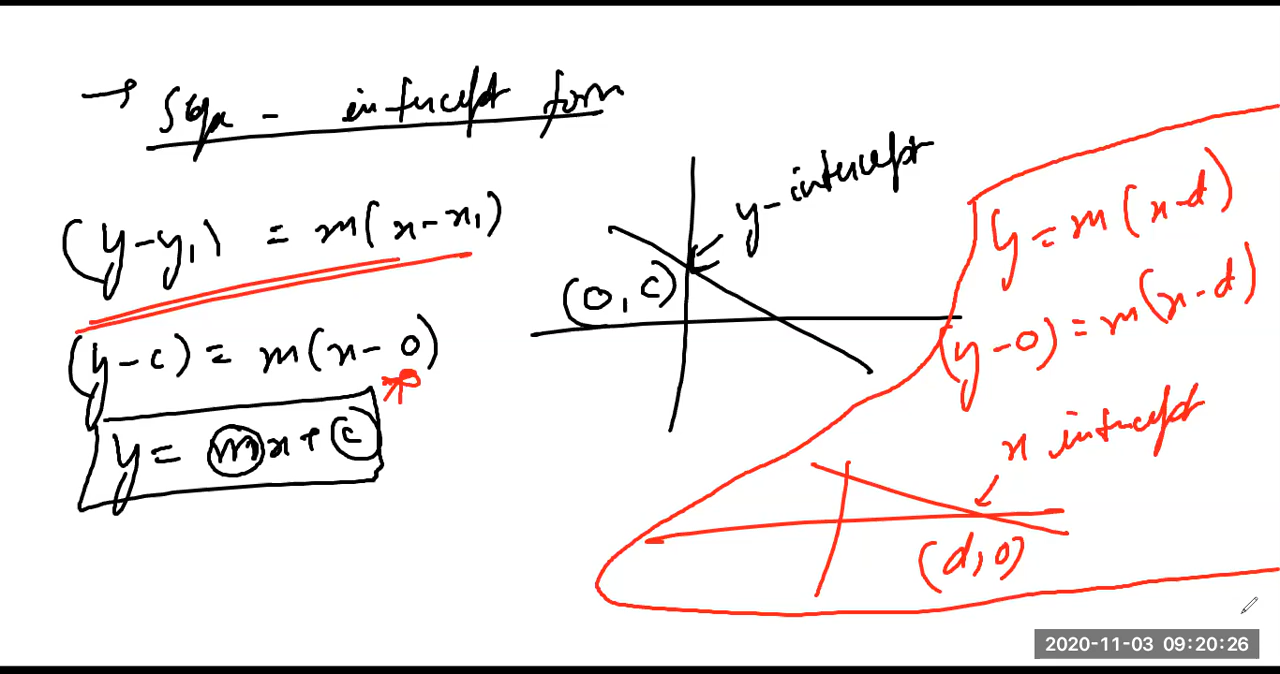 → Slope - intercept form
(y-y₁) = m(x-x₁)
(y-c) = m(x-0)
y = mx + c
y-intercept
(0, c)
y = m(x-d)
(y-0) = m(x-d)
x intercept
(d, 0)
2020-11-03 09:20:26